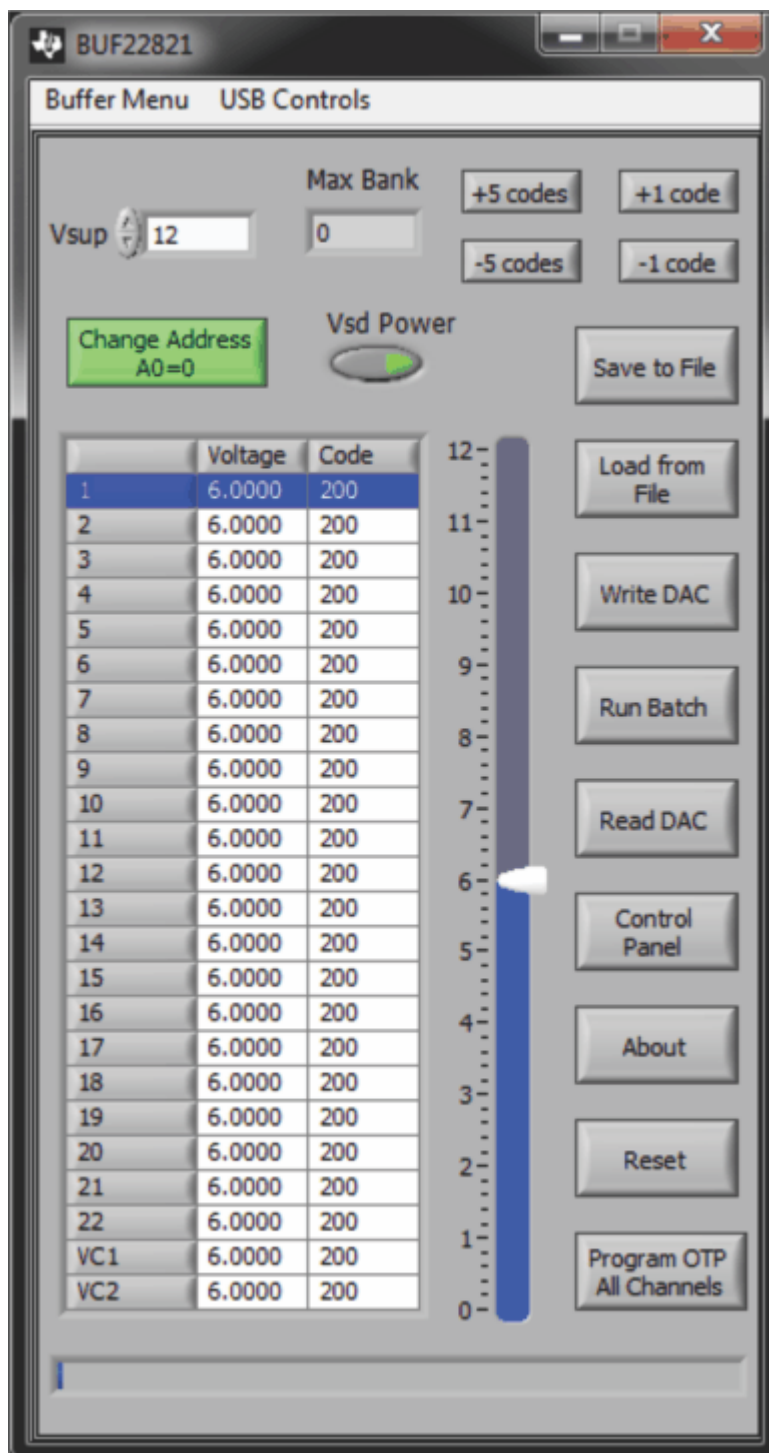 BUF22821
Buffer Menu USB Controls
Max Bank
+5 codes +1 code
Vsup 12 0
-5 codes -1 code
Change Address
A0=0
Vsd Power
Save to File
Voltage Code
1 6.0000 200
2 6.0000 200
3 6.0000 200
4 6.0000 200
5 6.0000 200
6 6.0000 200
7 6.0000 200
8 6.0000 200
9 6.0000 200
10 6.0000 200
11 6.0000 200
12 6.0000 200
13 6.0000 200
14 6.0000 200
15 6.0000 200
16 6.0000 200
17 6.0000 200
18 6.0000 200
19 6.0000 200
20 6.0000 200
21 6.0000 200
22 6.0000 200
VC1 6.0000 200
VC2 6.0000 200
12
11
10
9
8
7
6
5
4
3
2
1
0
Load from
File
Write DAC
Run Batch
Read DAC
Control
Panel
About
Reset
Program OTP
All Channels